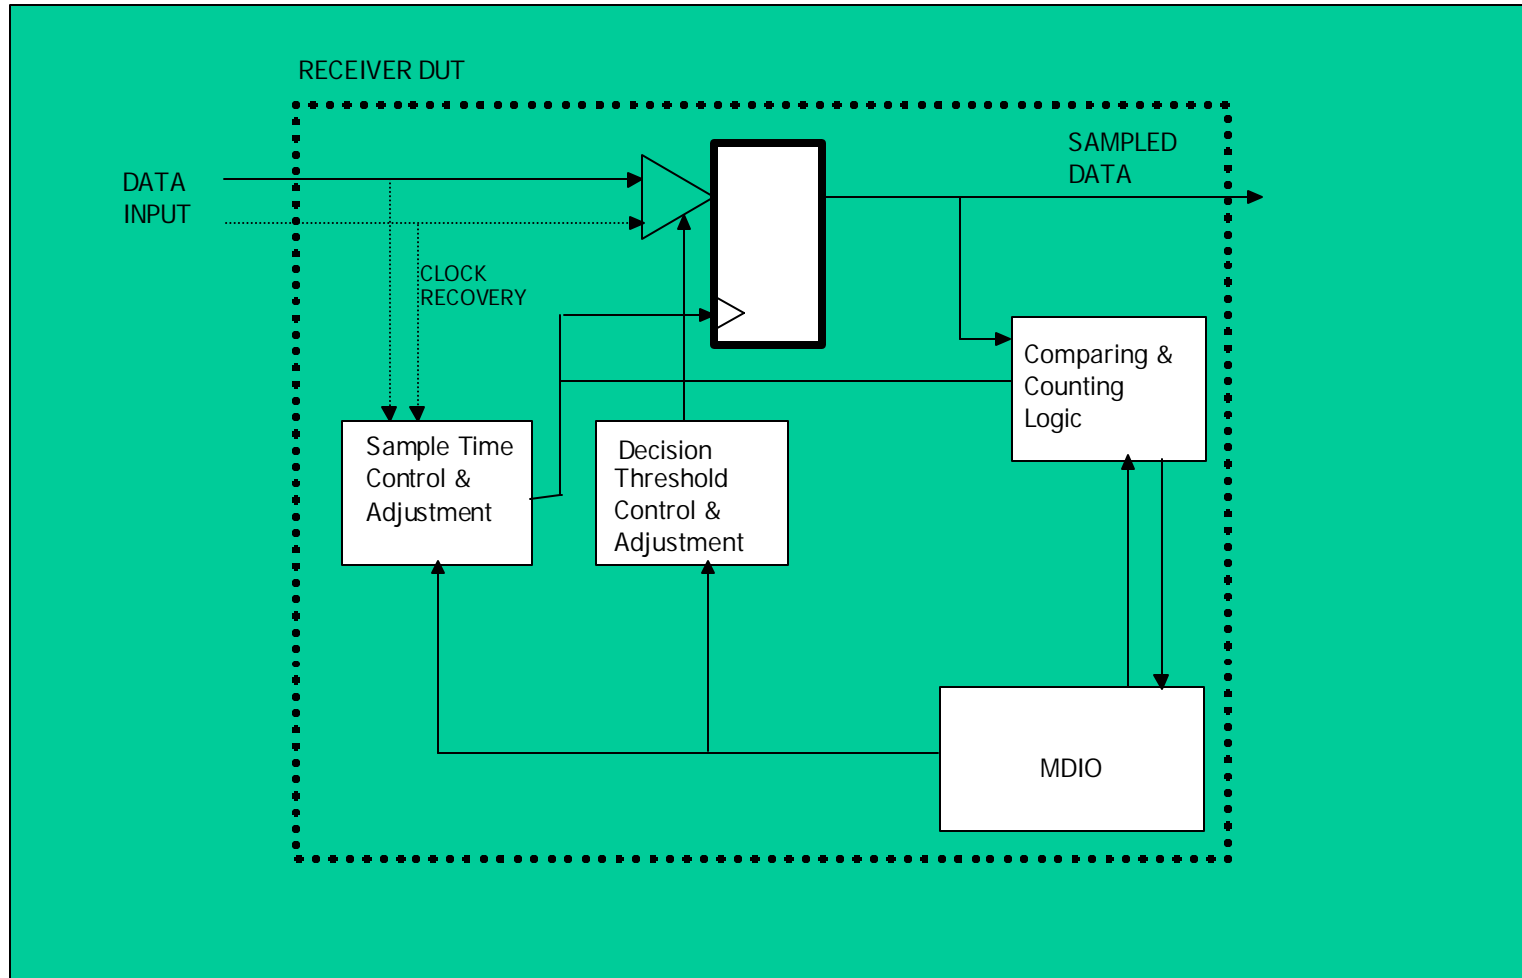 RECEIVER DUT
SAMPLED
DATA
DATA
INPUT
CLOCK
RECOVERY
Comparing &
Counting
Logic
Sample Time
Control &
Adjustment
Decision
Threshold
Control &
Adjustment
MDIO